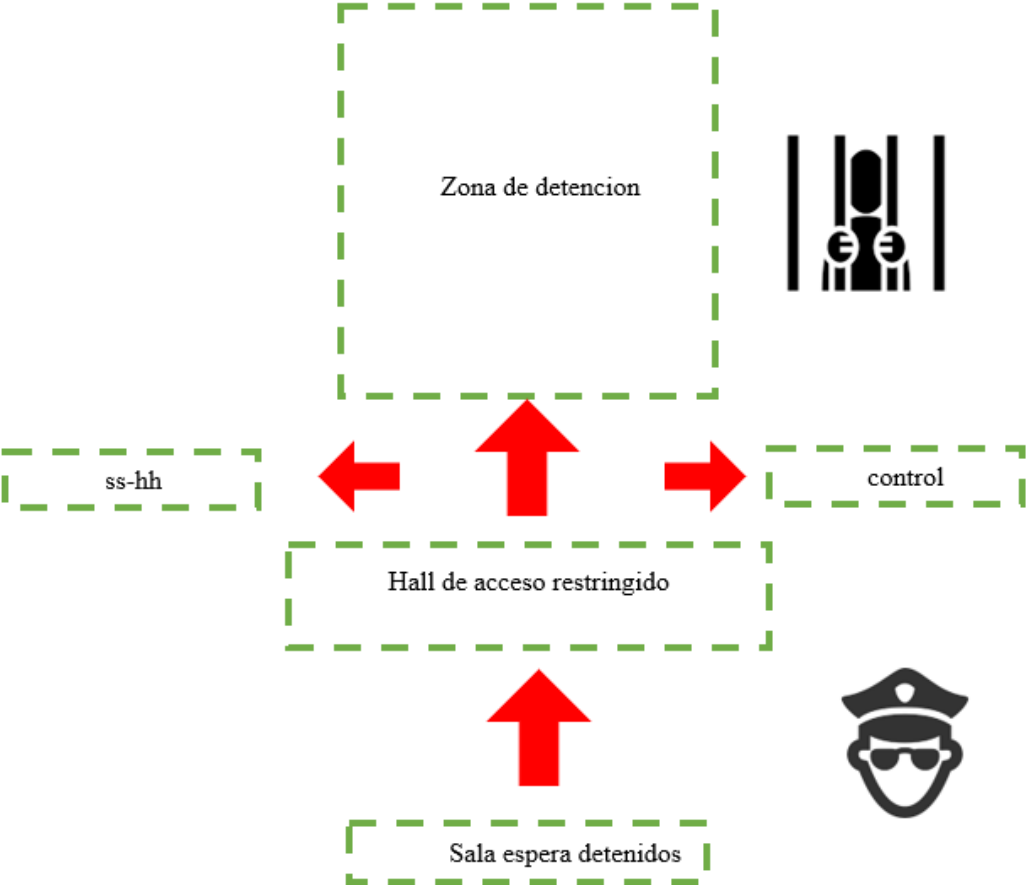 Zona de detencion
ss-hh
control
Hall de acceso restringido
Sala espera detenidos